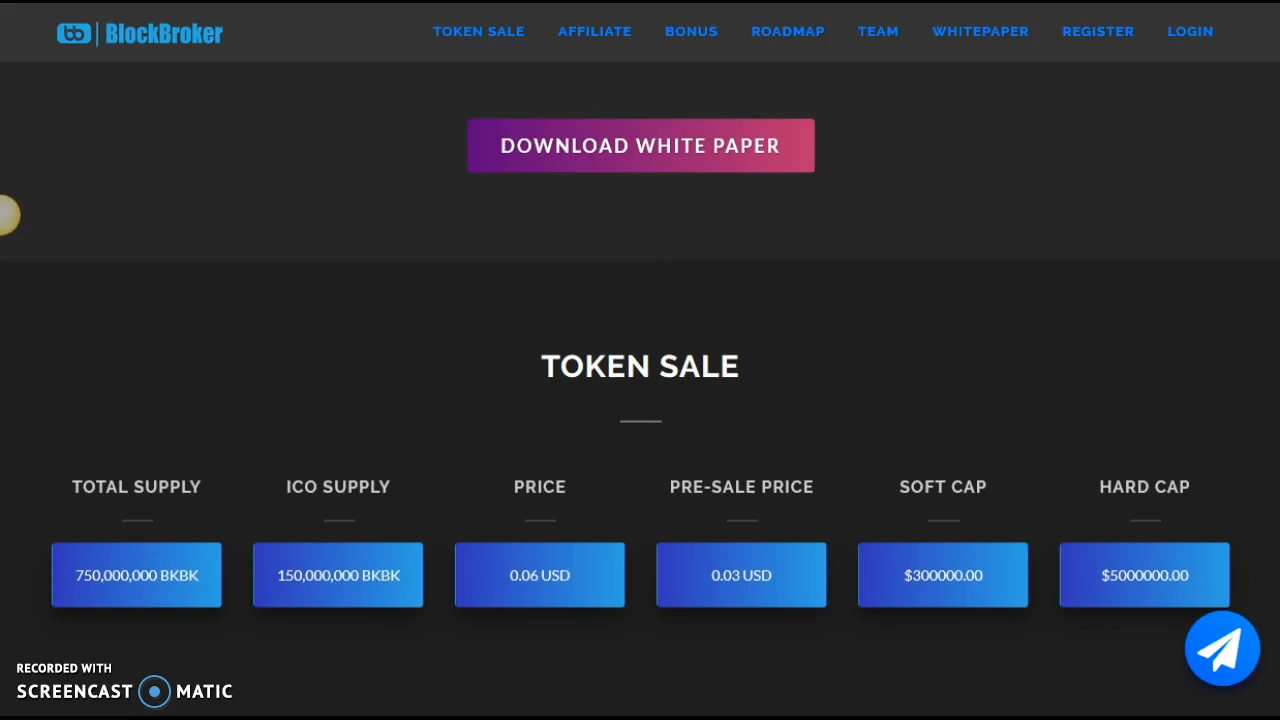 bb | BlockBroker
TOKEN SALE AFFILIATE BONUS ROADMAP TEAM WHITEPAPER REGISTER LOGIN
DOWNLOAD WHITE PAPER
TOKEN SALE
TOTAL SUPPLY ICO SUPPLY PRICE PRE-SALE PRICE SOFT CAP HARD CAP
750,000,000 BKBK 150,000,000 BKBK 0.06 USD 0.03 USD $300000.00 $5000000.00
RECORDED WITH
SCREENCAST MATIC